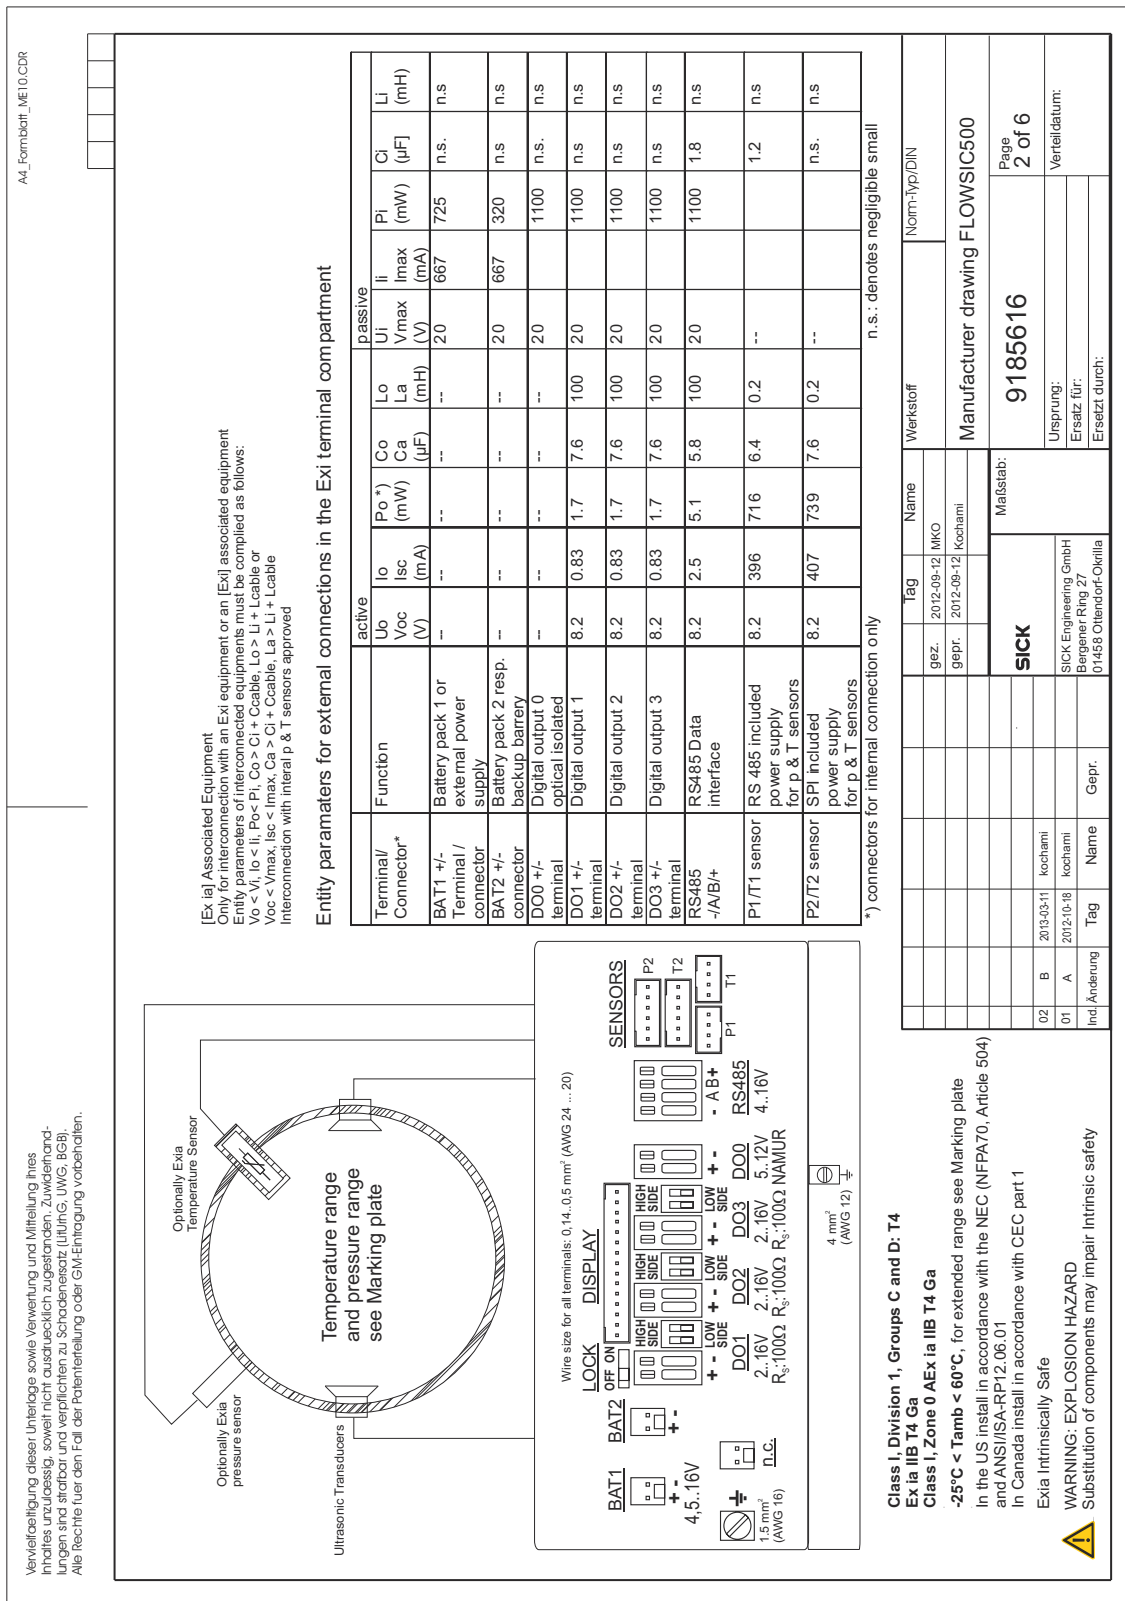 A4_Formblatt_ME10.CDR
Vervielfaeltigung dieser Unterlage sowie Verwertung und Mitteilung ihres
Inhaltes unzulaessig, soweit nicht ausdruecklich zugestanden. Zuwiderhand-
lungen sind strafbar und verpflichten zu Schadenersatz (LitUrhG, UWG, BGB).
Alle Rechte fuer den Fall der Patenterteilung oder GM-Eintragung vorbehalten.
Optionally Exia
Temperature Sensor
Optionally Exia
pressure sensor
Temperature range
and pressure range
see Marking plate
Ultrasonic Transducers
[Ex ia] Associated Equipment
Only for interconnection with an Exi equipment or an [Exi] associated equipment
Entity parameters of interconnected equipments must be complied as follows:
Vo < Vi, Io < Ii, Po< Pi, Co > Ci + Ccable, Lo > Li + Lcable or
Voc < Vmax, Isc < Imax, Ca > Ci + Ccable, La > Li + Lcable
Interconnection with interal p & T sensors approved
Entity paramaters for external connections in the Exi terminal compartment
active passive
Terminal/ Connector* Function Uo Voc (V) Io Isc (mA) Po *) (mW) Co Ca (µF) Lo La (mH) Ui Vmax (V) Ii Imax (mA) Pi (mW) Ci (µF] Li (mH)
BAT1 +/- Terminal / connector Battery pack 1 or external power supply -- -- -- -- -- 20 667 725 n.s. n.s
BAT2 +/- connector Battery pack 2 resp. backup barrery -- -- -- -- -- 20 667 320 n.s n.s
DO0 +/- terminal Digital output 0 optical isolated -- -- -- -- -- 20 1100 n.s. n.s
DO1 +/- terminal Digital output 1 8.2 0.83 1.7 7.6 100 20 1100 n.s n.s
DO2 +/- terminal Digital output 2 8.2 0.83 1.7 7.6 100 20 1100 n.s n.s
DO3 +/- terminal Digital output 3 8.2 0.83 1.7 7.6 100 20 1100 n.s n.s
RS485 -/A/B/+ RS485 Data interface 8.2 2.5 5.1 5.8 100 20 1100 1.8 n.s
P1/T1 sensor RS 485 included power supply for p & T sensors 8.2 396 716 6.4 0.2 -- 1.2 n.s
P2/T2 sensor SPI included power supply for p & T sensors 8.2 407 739 7.6 0.2 -- n.s. n.s
*) connectors for internal connection only
n.s.: denotes negligible small
Wire size for all terminals: 0,14..0,5 mm² (AWG 24 ... 20)
BAT1 BAT2 LOCK DISPLAY SENSORS
OFF ON
HIGH SIDE HIGH SIDE HIGH SIDE
P2
T2
P1 T1
+ - + -
4,5..16V
+ - LOW SIDE + - LOW SIDE + - LOW SIDE + - - A B +
DO1 DO2 DO3 DO0 RS485
2..16V 2..16V 2..16V 5..12V 4..16V
Rs:100Ω Rs:100Ω Rs:100Ω NAMUR
1.5 mm²
(AWG 16)
n.c.
4 mm²
(AWG 12)
Class I, Division 1, Groups C and D: T4
Ex ia IIB T4 Ga
Class I, Zone 0 AEx ia IIB T4 Ga
-25°C < Tamb < 60°C, for extended range see Marking plate
In the US install in accordance with the NEC (NFPA70, Article 504)
and ANSI/ISA-RP12.06.01
In Canada install in accordance with CEC part 1
Exia Intrinsically Safe
WARNING: EXPLOSION HAZARD
Substitution of components may impair Intrinsic safety
02 B 2013-03-11 kochami
01 A 2012-10-18 kochami
Ind. Änderung Tag Name Gepr.
Tag Name
gez. 2012-09-12 MKO
gepr. 2012-09-12 Kochami
SICK
SICK Engineering GmbH
Bergener Ring 27
01458 Ottendorf-Okrilla
Maßstab:
Werkstoff
Norm-Typ/DIN
Manufacturer drawing FLOWSIC500
9185616
Page
2 of 6
Ursprung:
Ersatz für:
Ersetzt durch:
Verteildatum: